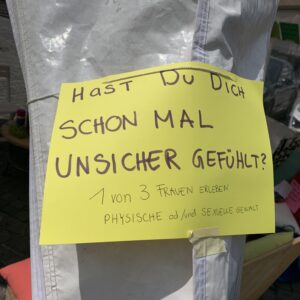 HAST DU DICH
SCHON MAL
UNSICHER GEFÜHLT?
1 von 3 FRAUEN ERLEBEN
PHYSISCHE od/und SEXUELLE GEWALT